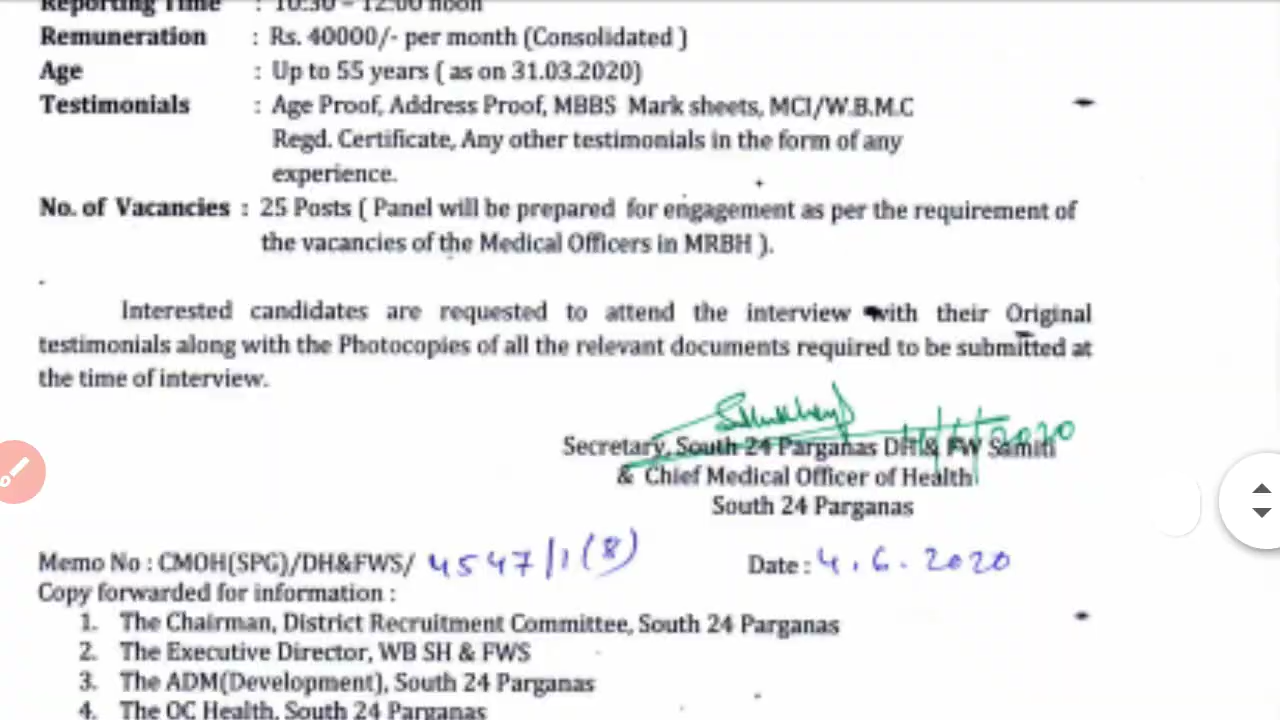 Reporting Time : 10:30 – 12:00 noon
Remuneration : Rs. 40000/- per month (Consolidated )
Age : Up to 55 years ( as on 31.03.2020)
Testimonials : Age Proof, Address Proof, MBBS Mark sheets, MCI/W.B.M.C
Regd. Certificate, Any other testimonials in the form of any
experience.
No. of Vacancies : 25 Posts ( Panel will be prepared for engagement as per the requirement of
the vacancies of the Medical Officers in MRBH ).
Interested candidates are requested to attend the interview with their Original
testimonials along with the Photocopies of all the relevant documents required to be submitted at
the time of interview.
2020
Secretary, South 24 Parganas DH & FW Samiti
& Chief Medical Officer of Health
South 24 Parganas
Memo No : CMOH(SPG)/DH&FWS/ 4547/1(8) Date : 4.6.2020
Copy forwarded for information :
1. The Chairman, District Recruitment Committee, South 24 Parganas
2. The Executive Director, WB SH & FWS
3. The ADM(Development), South 24 Parganas
4. The OC Health, South 24 Parganas